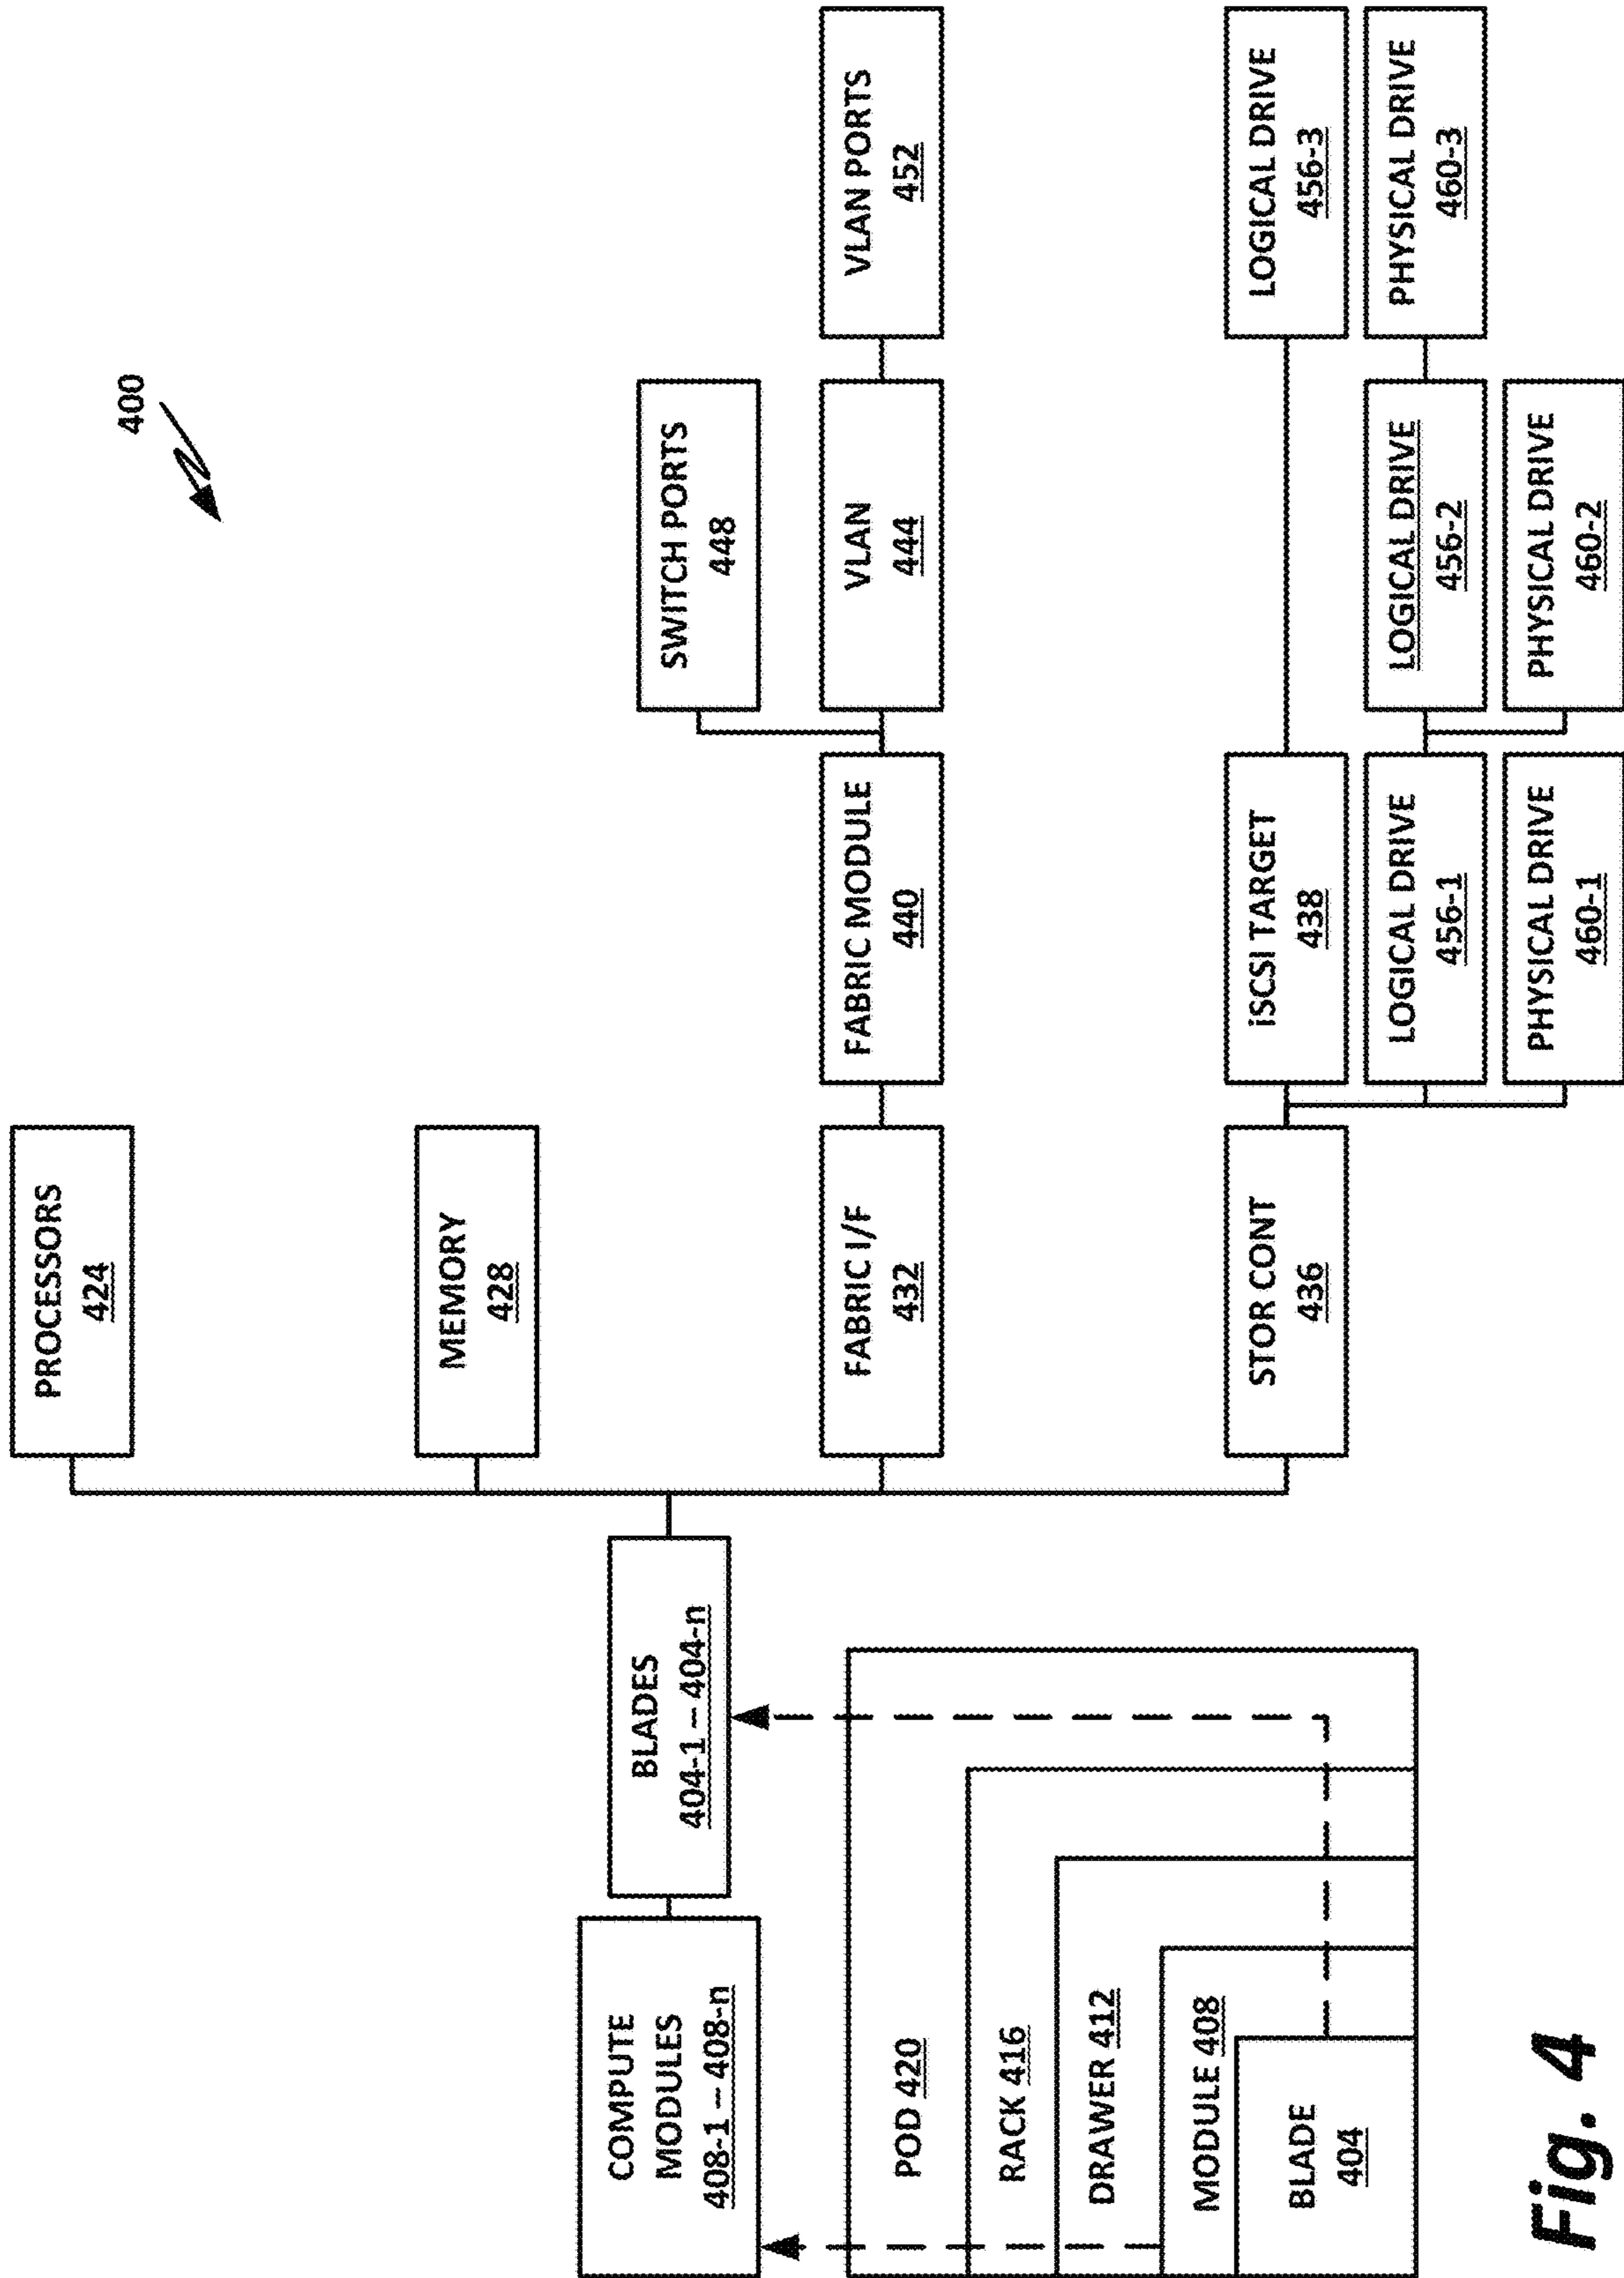 400
PROCESSORS
424
MEMORY
428
COMPUTE
MODULES
408-1 – 408-n
BLADES
404-1 – 404-n
SWITCH PORTS
448
FABRIC I/F
432
FABRIC MODULE
440
VLAN
444
VLAN PORTS
452
POD 420
RACK 416
DRAWER 412
MODULE 408
BLADE
404
STOR CONT
436
iSCSI TARGET
438
LOGICAL DRIVE
456-3
LOGICAL DRIVE
456-1
LOGICAL DRIVE
456-2
PHYSICAL DRIVE
460-3
PHYSICAL DRIVE
460-1
PHYSICAL DRIVE
460-2
Fig. 4